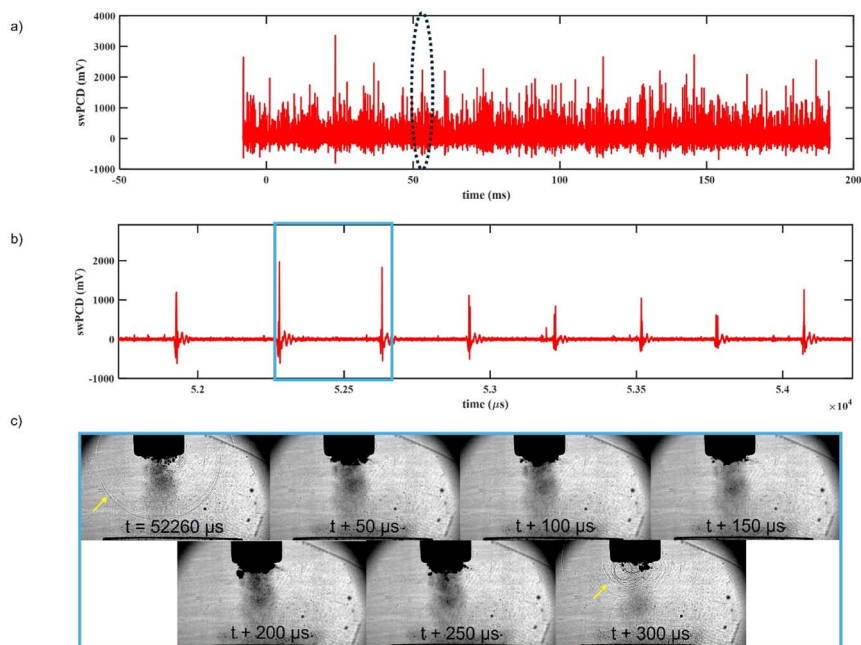 a)
swPCD (mV)
4000
3000
2000
1000
0
-1000
-50 0 50 100 150 200
time (ms)
b)
swPCD (mV)
2000
1000
0
-1000
5.2 5.25 5.3 5.35 5.4
time (µs)
×10⁴
c)
t = 52260 µs t + 50 µs t + 100 µs t + 150 µs
t + 200 µs t + 250 µs t + 300 µs